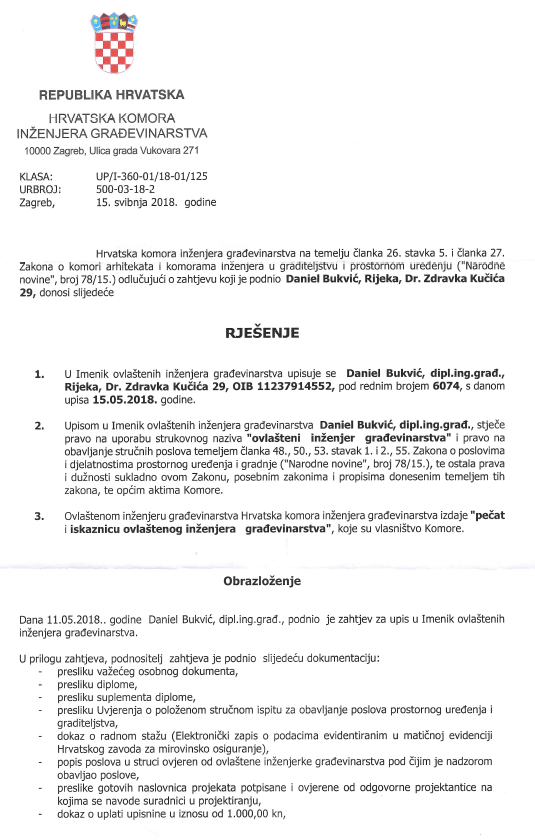 REPUBLIKA HRVATSKA
HRVATSKA KOMORA
INŽENJERA GRAĐEVINARSTVA
10000 Zagreb, Ulica grada Vukovara 271
KLASA: UP/I-360-01/18-01/125
URBROJ: 500-03-18-2
Zagreb, 15. svibnja 2018. godine
Hrvatska komora inženjera građevinarstva na temelju članka 26. stavka 5. i članka 27.
Zakona o komori arhitekata i komorama inženjera u graditeljstvu i prostornom uređenju ("Narodne
novine", broj 78/15.) odlučujući o zahtjevu koji je podnio Daniel Bukvić, Rijeka, Dr. Zdravka Kučića
29, donosi slijedeće
RJEŠENJE
1. U Imenik ovlaštenih inženjera građevinarstva upisuje se Daniel Bukvić, dipl.ing.građ.,
Rijeka, Dr. Zdravka Kučića 29, OIB 11237914552, pod rednim brojem 6074, s danom
upisa 15.05.2018. godine.
2. Upisom u Imenik ovlaštenih inženjera građevinarstva Daniel Bukvić, dipl.ing.građ., stječe
pravo na uporabu strukovnog naziva "ovlašteni inženjer građevinarstva" i pravo na
obavljanje stručnih poslova temeljem članka 48., 50., 53. stavak 1. i 2., 55. Zakona o poslovima
i djelatnostima prostornog uređenja i gradnje ("Narodne novine", broj 78/15.), te ostala prava
i dužnosti sukladno ovom Zakonu, posebnim zakonima i propisima donesenim temeljem tih
zakona, te općim aktima Komore.
3. Ovlaštenom inženjeru građevinarstva Hrvatska komora inženjera građevinarstva izdaje "pečat
i iskaznicu ovlaštenog inženjera građevinarstva", koje su vlasništvo Komore.
Obrazloženje
Dana 11.05.2018.. godine Daniel Bukvić, dipl.ing.građ., podnio je zahtjev za upis u Imenik ovlaštenih
inženjera građevinarstva.
U prilogu zahtjeva, podnositelj zahtjeva je podnio slijedeću dokumentaciju:
- presliku važećeg osobnog dokumenta,
- presliku diplome,
- presliku suplementa diplome,
- presliku Uvjerenja o položenom stručnom ispitu za obavljanje poslova prostornog uređenja i
graditeljstva,
- dokaz o radnom stažu (Elektronički zapis o podacima evidentiranim u matičnoj evidenciji
Hrvatskog zavoda za mirovinsko osiguranje),
- popis poslova u struci ovjeren od ovlaštene inženjerke građevinarstva pod čijim je nadzorom
obavljao poslove,
- preslike gotovih naslovnica projekata potpisane i ovjerene od odgovorne projektantice na
kojima se navode suradnici u projektiranju,
- dokaz o uplati upisnine u iznosu od 1.000,00 kn,